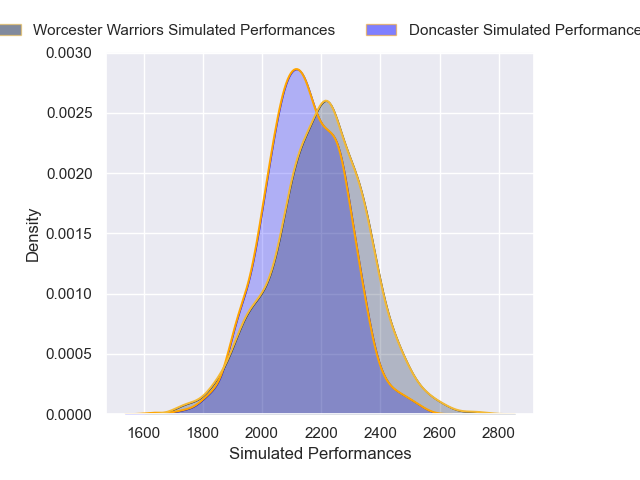 Worcester Warriors Simulated Performances
Doncaster Simulated Performance
0.0030
0.0025
0.0020
0.0015
0.0010
0.0005
0.0000
Density
1600 1800 2000 2200 2400 2600 2800
Simulated Performances